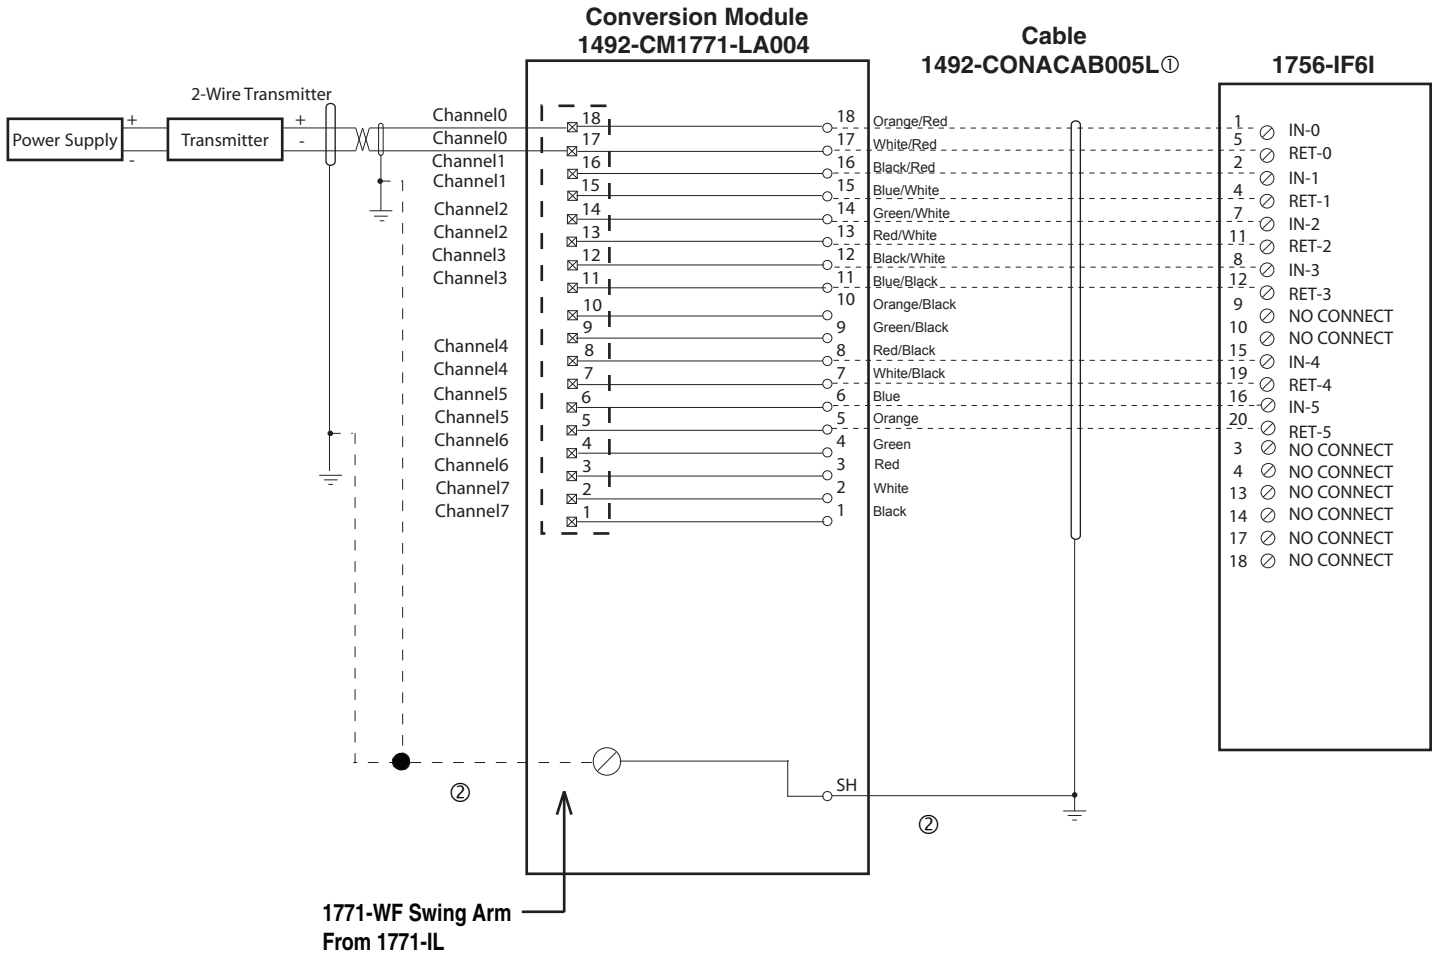 Conversion Module
1492-CM1771-LA004
Cable
1492-CONACAB005L①
1756-IF6I
2-Wire Transmitter
Power Supply
+
-
Transmitter
+
-
Channel0 18 18 Orange/Red 1 IN-0
Channel0 17 17 White/Red 5 RET-0
Channel1 16 16 Black/Red 2 IN-1
Channel1 15 15 Blue/White 4 RET-1
Channel2 14 14 Green/White 7 IN-2
Channel2 13 13 Red/White 11 RET-2
Channel3 12 12 Black/White 8 IN-3
Channel3 11 11 Blue/Black 12 RET-3
10 10 Orange/Black 9 NO CONNECT
9 9 Green/Black 10 NO CONNECT
Channel4 8 8 Red/Black 15 IN-4
Channel4 7 7 White/Black 19 RET-4
Channel5 6 6 Blue 16 IN-5
Channel5 5 5 Orange 20 RET-5
Channel6 4 4 Green 3 NO CONNECT
Channel6 3 3 Red 4 NO CONNECT
Channel7 2 2 White 13 NO CONNECT
Channel7 1 1 Black 14 NO CONNECT
17 NO CONNECT
18 NO CONNECT
SH
②
②
1771-WF Swing Arm
From 1771-IL